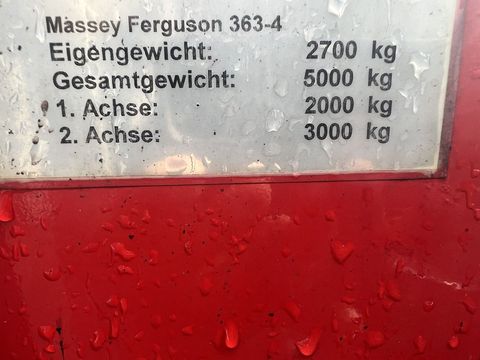 Massey Ferguson 363-4
Eigengewicht: 2700 kg
Gesamtgewicht: 5000 kg
1. Achse: 2000 kg
2. Achse: 3000 kg